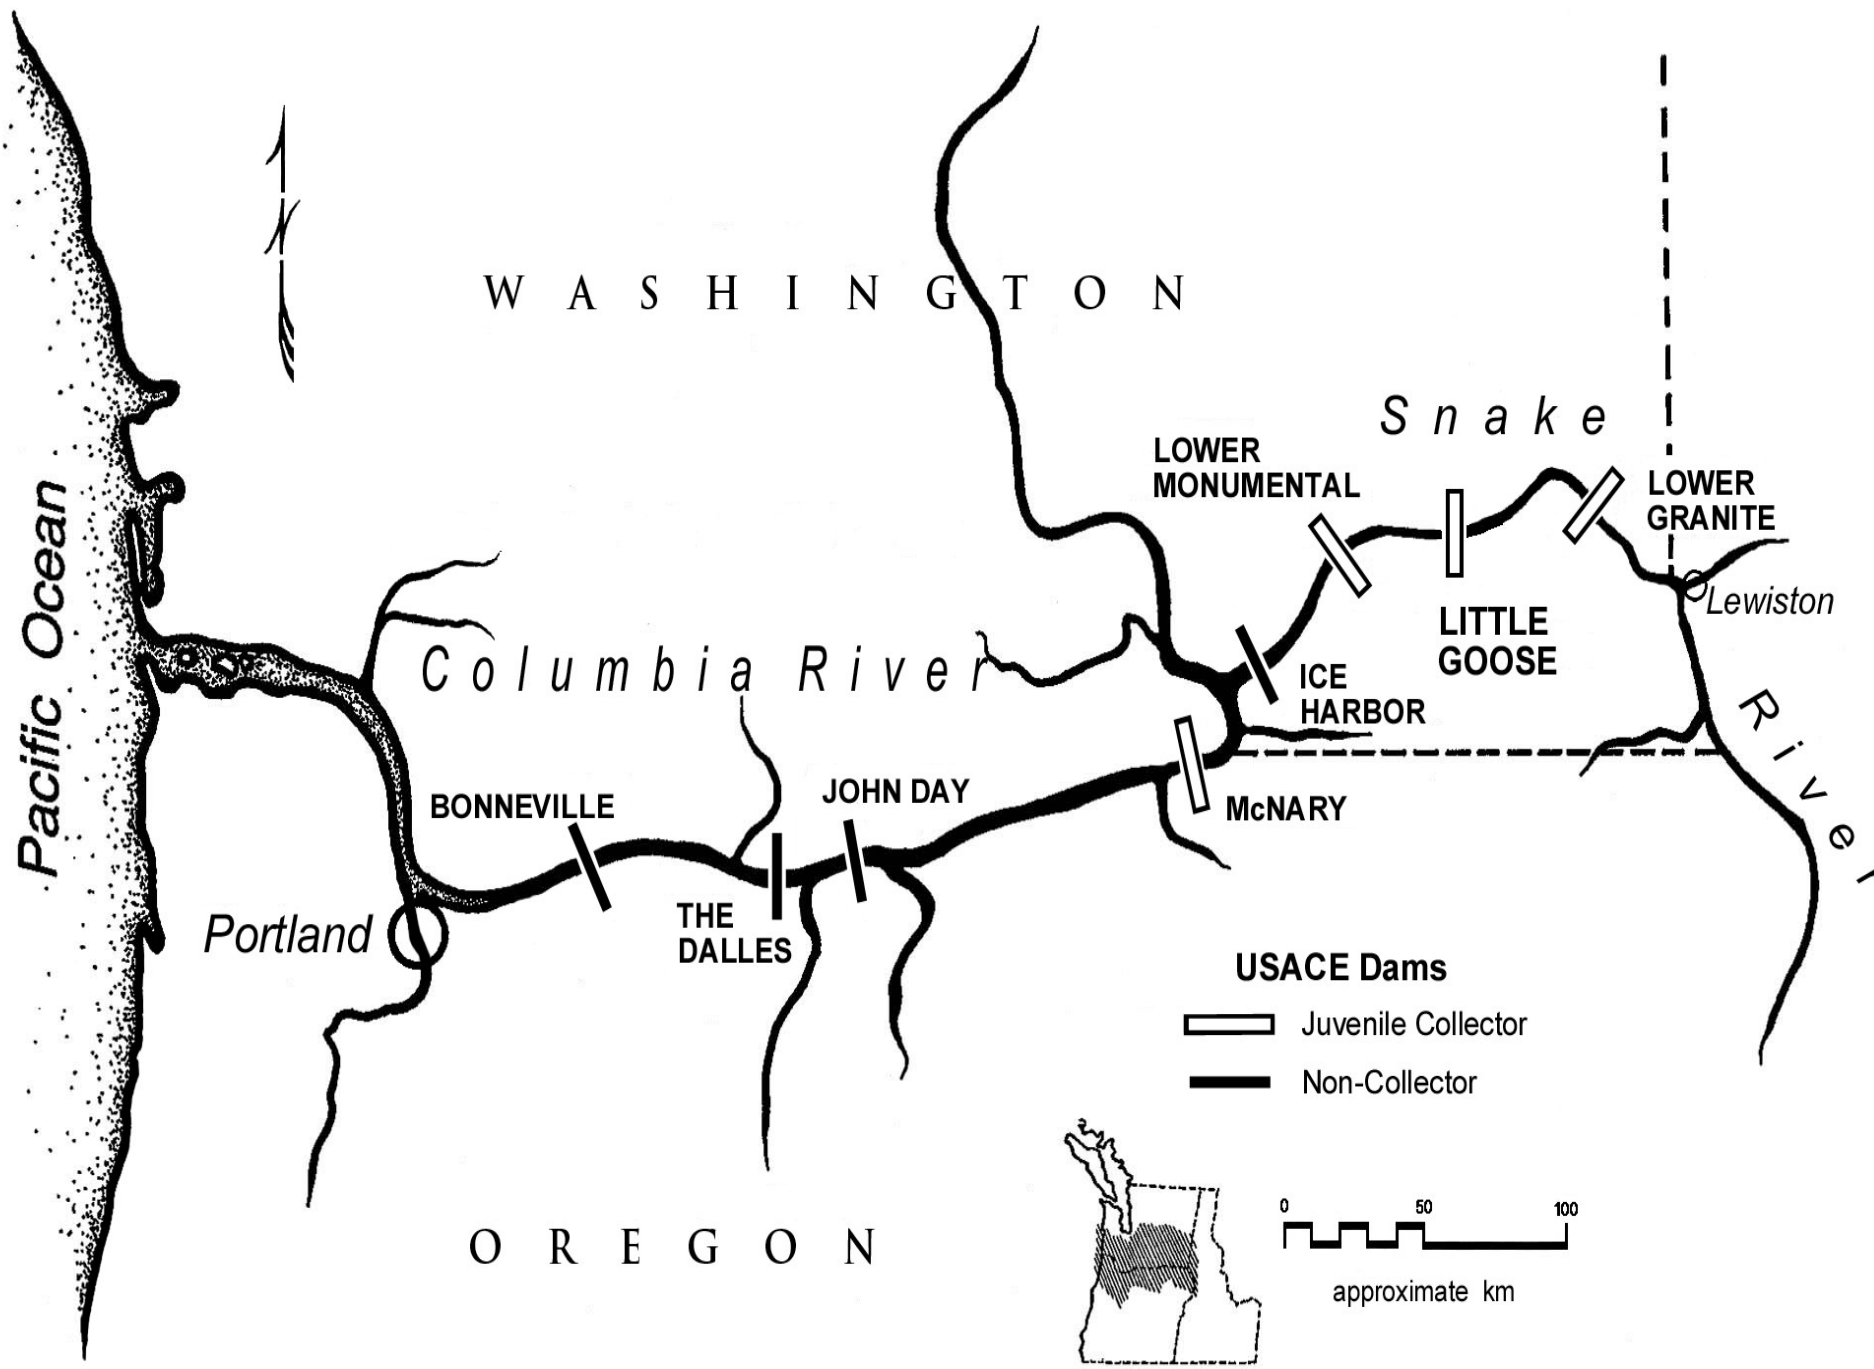 WASHINGTON
Snake
LOWER
MONUMENTAL
LOWER
GRANITE
Pacific Ocean
Lewiston
LITTLE
GOOSE
Columbia River
ICE
HARBOR
River
JOHN DAY
BONNEVILLE
McNARY
THE
DALLES
Portland
USACE Dams
Juvenile Collector
Non-Collector
OREGON
0 50 100
approximate km